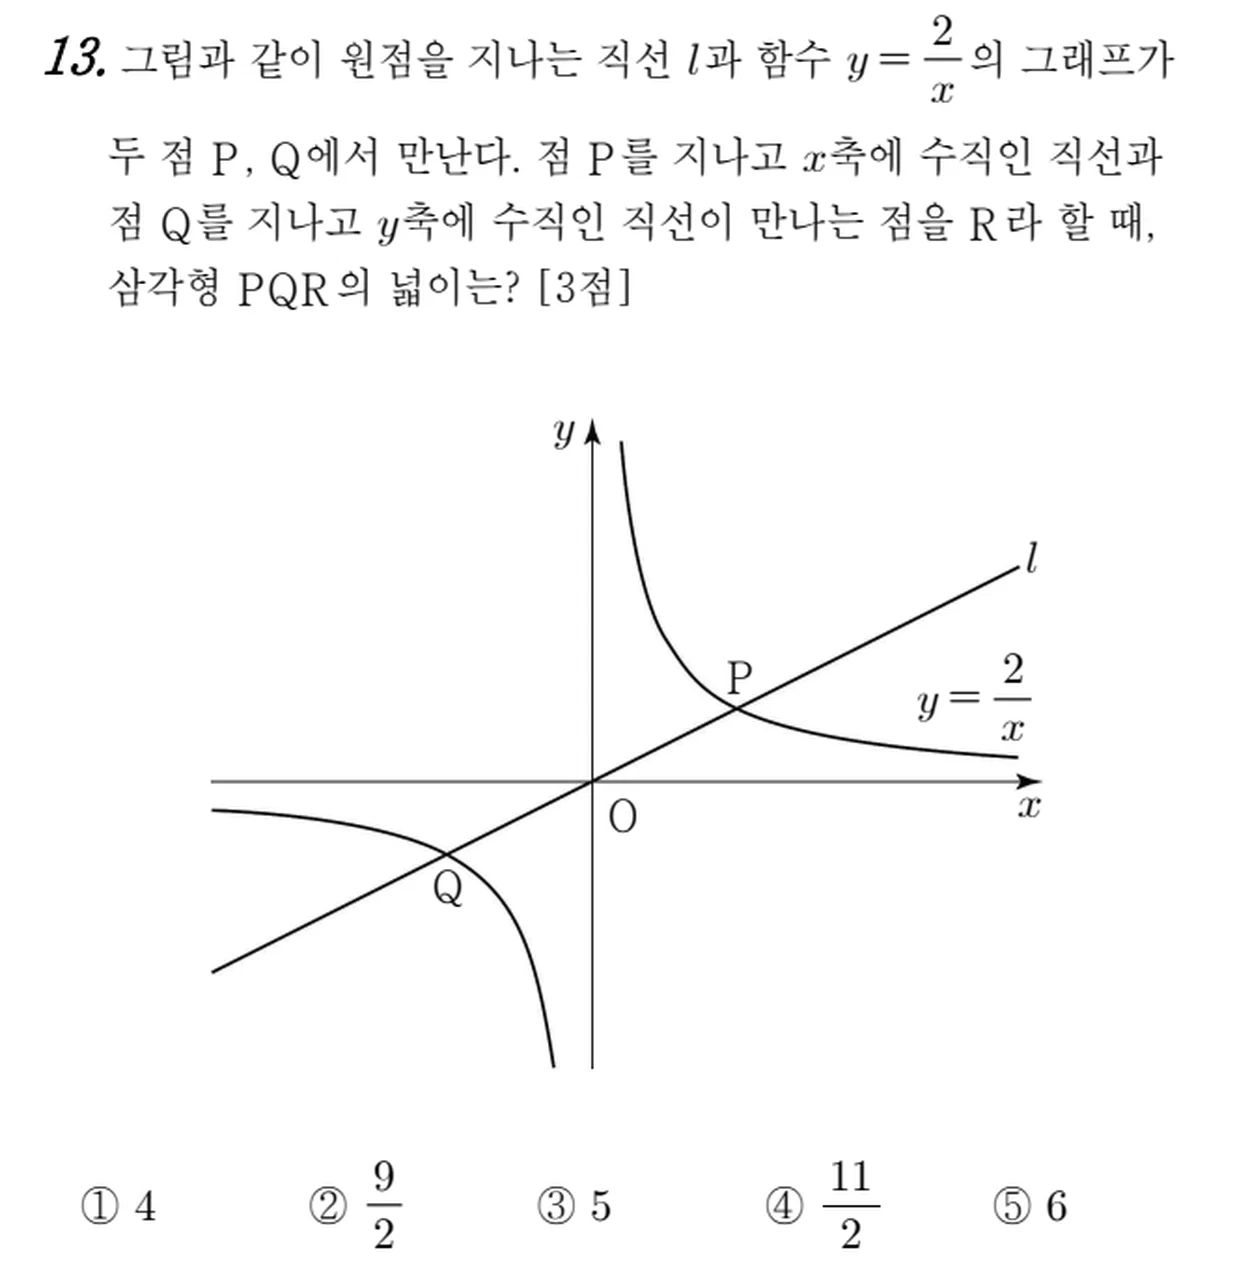 13. 그림과 같이 원점을 지나는 직선 l과 함수 y = 2/x 의 그래프가
두 점 P, Q에서 만난다. 점 P를 지나고 x축에 수직인 직선과
점 Q를 지나고 y축에 수직인 직선이 만나는 점을 R라 할 때,
삼각형 PQR의 넓이는? [3점]
y
l
P
y = 2/x
O
x
Q
① 4 ② 9/2 ③ 5 ④ 11/2 ⑤ 6